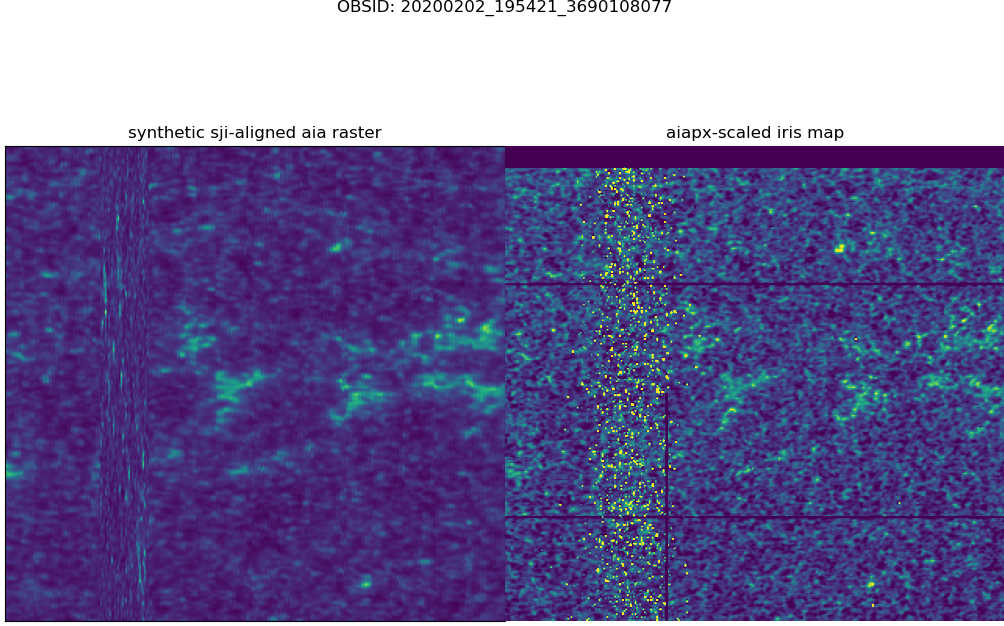 OBSID: 20200202_195421_3690108077
synthetic sji-aligned aia raster
aiapx-scaled iris map